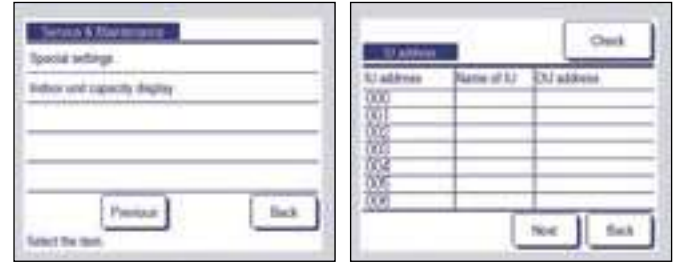 Service & Maintenance
Special settings
Indoor unit capacity display
Previous
Back
Select the item.
Check
IU address
IU address Name of IU OU address
000
001
002
003
004
005
006
Next
Back